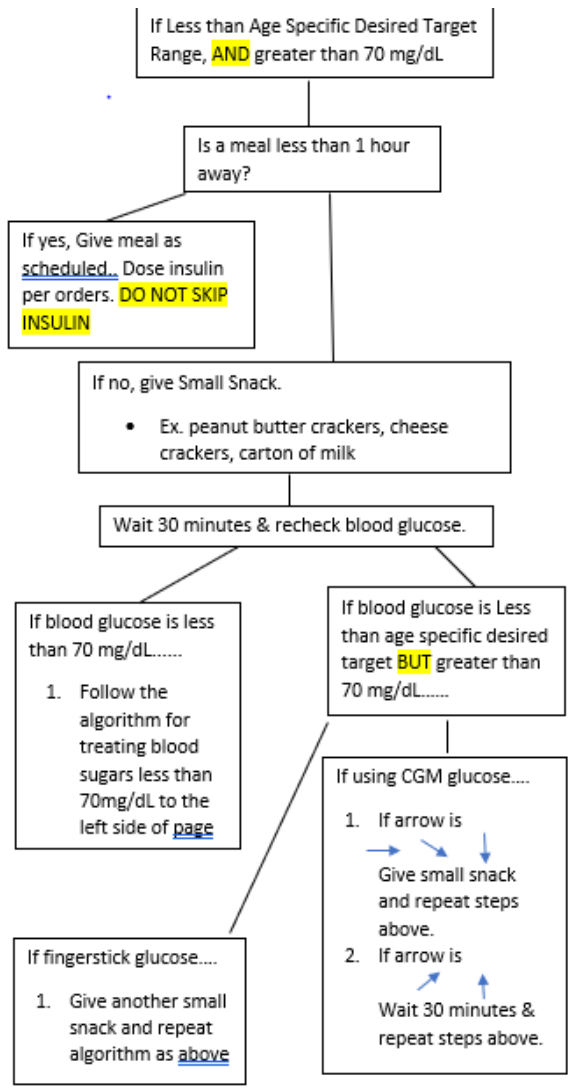 If Less than Age Specific Desired Target
Range, AND greater than 70 mg/dL
Is a meal less than 1 hour
away?
If yes, Give meal as
scheduled.. Dose insulin
per orders. DO NOT SKIP
INSULIN
If no, give Small Snack.
• Ex. peanut butter crackers, cheese
crackers, carton of milk
Wait 30 minutes & recheck blood glucose.
If blood glucose is less
than 70 mg/dL......
1. Follow the
algorithm for
treating blood
sugars less than
70mg/dL to the
left side of page
If blood glucose is Less
than age specific desired
target BUT greater than
70 mg/dL......
If using CGM glucose....
1. If arrow is
Give small snack
and repeat steps
above.
2. If arrow is
Wait 30 minutes &
repeat steps above.
If fingerstick glucose....
1. Give another small
snack and repeat
algorithm as above